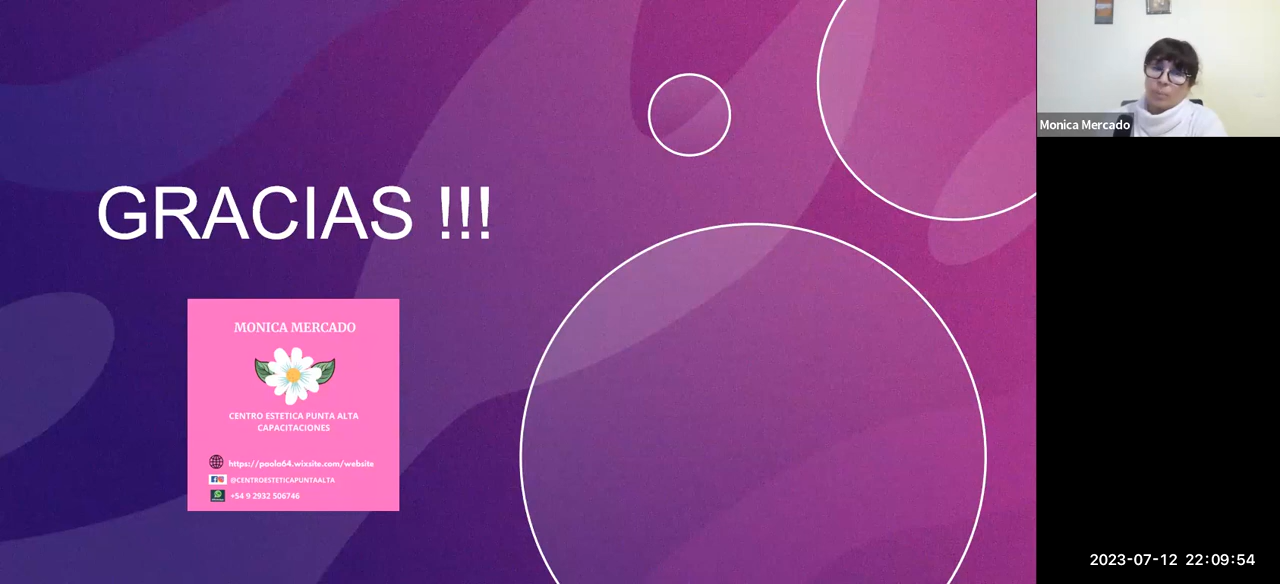 GRACIAS !!!
MONICA MERCADO
CENTRO ESTETICA PUNTA ALTA
CAPACITACIONES
https://paola64.wixsite.com/website
@CENTROESTETICAPUNTAALTA
+54 9 2932 506746
Monica Mercado
2023-07-12 22:09:54